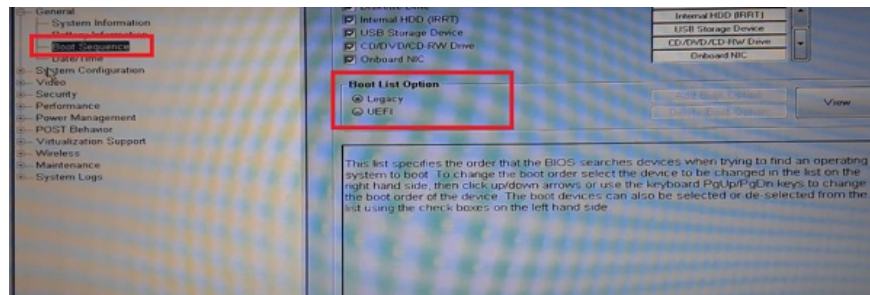 General
System Information
Battery Information
Boot Sequence
Date/Time
System Configuration
Video
Security
Performance
Power Management
POST Behavior
Virtualization Support
Wireless
Maintenance
System Logs
Diskette Drive
Internal HDD (IRRT)
USB Storage Device
CD/DVD/CD-RW Drive
Onboard NIC
Internal HDD (IRRT)
USB Storage Device
CD/DVD/CD-RW Drive
Onboard NIC
Boot List Option
Legacy
UEFI
View
This list specifies the order that the BIOS searches devices when trying to find an operating
system to boot. To change the boot order select the device to be changed in the list on the
right hand side, then click up/down arrows or use the keyboard PgUp/PgDn keys to change
the boot order of the device. The boot devices can also be selected or de-selected from the
list using the check boxes on the left hand side